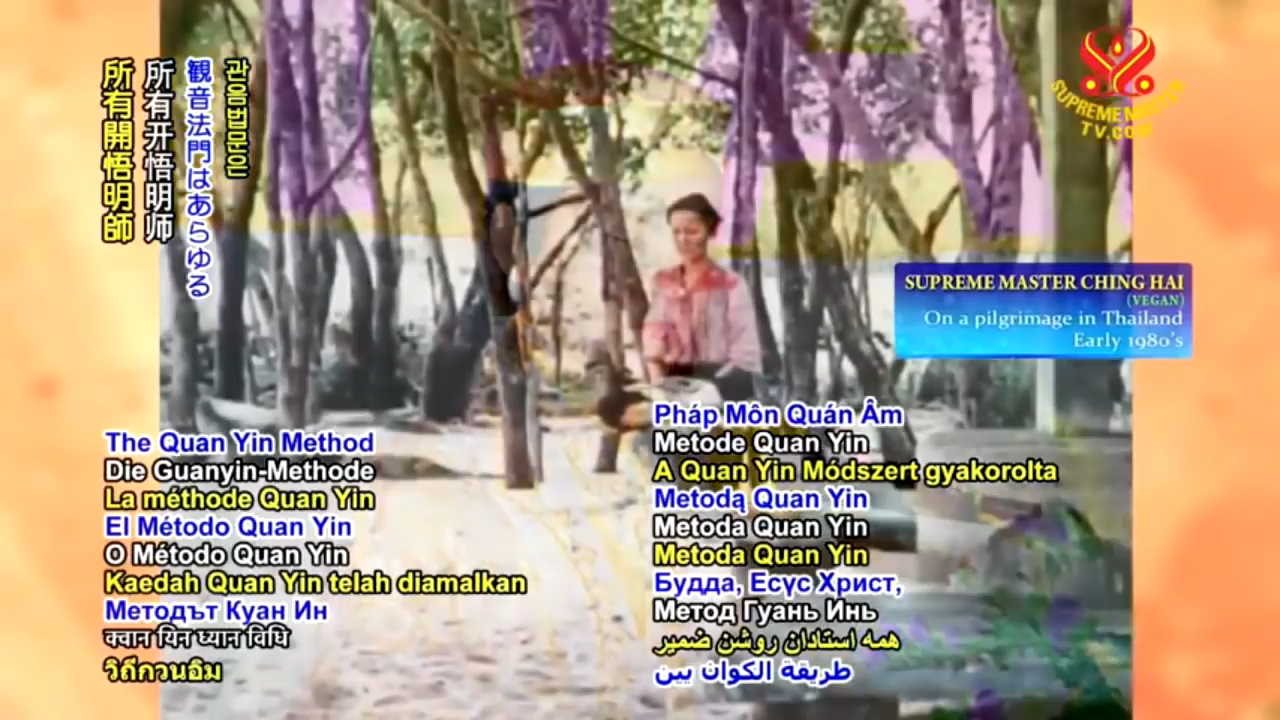 관음법문은
観音法門はあらゆる
所有开悟明师
所有開悟明師
SUPREME MASTER
TV.COM
SUPREME MASTER CHING HAI
(VEGAN)
On a pilgrimage in Thailand
Early 1980's
The Quan Yin Method
Die Guanyin-Methode
La méthode Quan Yin
El Método Quan Yin
O Método Quan Yin
Kaedah Quan Yin telah diamalkan
Методът Куан Ин
क्वान यिन ध्यान विधि
วิถีกวนอิม
Pháp Môn Quán Âm
Metode Quan Yin
A Quan Yin Módszert gyakorolta
Metodą Quan Yin
Metoda Quan Yin
Metoda Quan Yin
Будда, Есүс Христ,
Метод Гуань Инь
همه استادان روشن ضمیر
طريقة الكوان يين